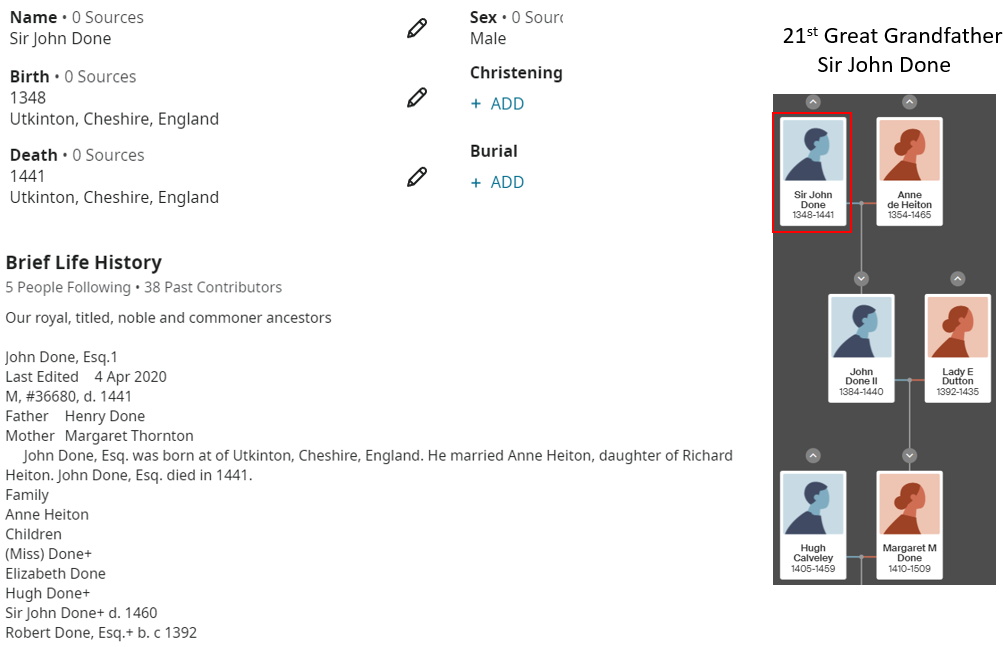 Name • 0 Sources
Sir John Done
Birth • 0 Sources
1348
Utkinton, Cheshire, England
Death • 0 Sources
1441
Utkinton, Cheshire, England
Sex • 0 Sourc
Male
Christening
+ ADD
Burial
+ ADD
Brief Life History
5 People Following • 38 Past Contributors
Our royal, titled, noble and commoner ancestors
John Done, Esq.1
Last Edited 4 Apr 2020
M, #36680, d. 1441
Father Henry Done
Mother Margaret Thornton
John Done, Esq. was born at of Utkinton, Cheshire, England. He married Anne Heiton, daughter of Richard
Heiton. John Done, Esq. died in 1441.
Family
Anne Heiton
Children
(Miss) Done+
Elizabeth Done
Hugh Done+
Sir John Done+ d. 1460
Robert Done, Esq.+ b. c 1392
21st Great Grandfather
Sir John Done
Sir John
Done
1348-1441
Anne
de Heiton
1354-1465
John
Done II
1384-1440
Lady E
Dutton
1392-1435
Hugh
Calveley
1405-1459
Margaret M
Done
1410-1509